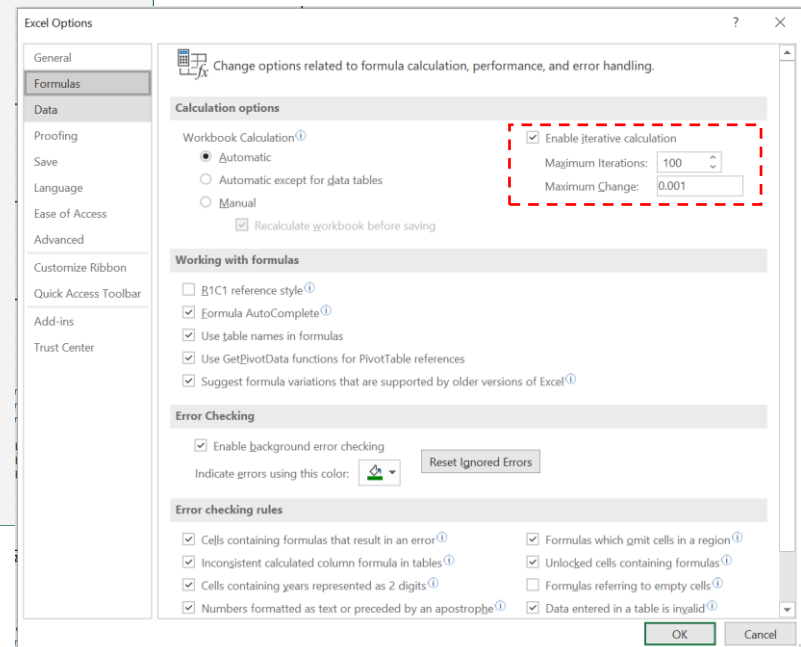 Excel Options
?
General
Formulas
Data
Proofing
Save
Language
Ease of Access
Advanced
Customize Ribbon
Quick Access Toolbar
Add-ins
Trust Center
Change options related to formula calculation, performance, and error handling.
Calculation options
Workbook Calculation
Automatic
Automatic except for data tables
Manual
Recalculate workbook before saving
Enable iterative calculation
Maximum Iterations: 100
Maximum Change: 0.001
Working with formulas
R1C1 reference style
Formula AutoComplete
Use table names in formulas
Use GetPivotData functions for PivotTable references
Suggest formula variations that are supported by older versions of Excel
Error Checking
Enable background error checking
Indicate errors using this color:
Reset Ignored Errors
Error checking rules
Cells containing formulas that result in an error
Inconsistent calculated column formula in tables
Cells containing years represented as 2 digits
Numbers formatted as text or preceded by an apostrophe
Formulas which omit cells in a region
Unlocked cells containing formulas
Formulas referring to empty cells
Data entered in a table is invalid
OK
Cancel